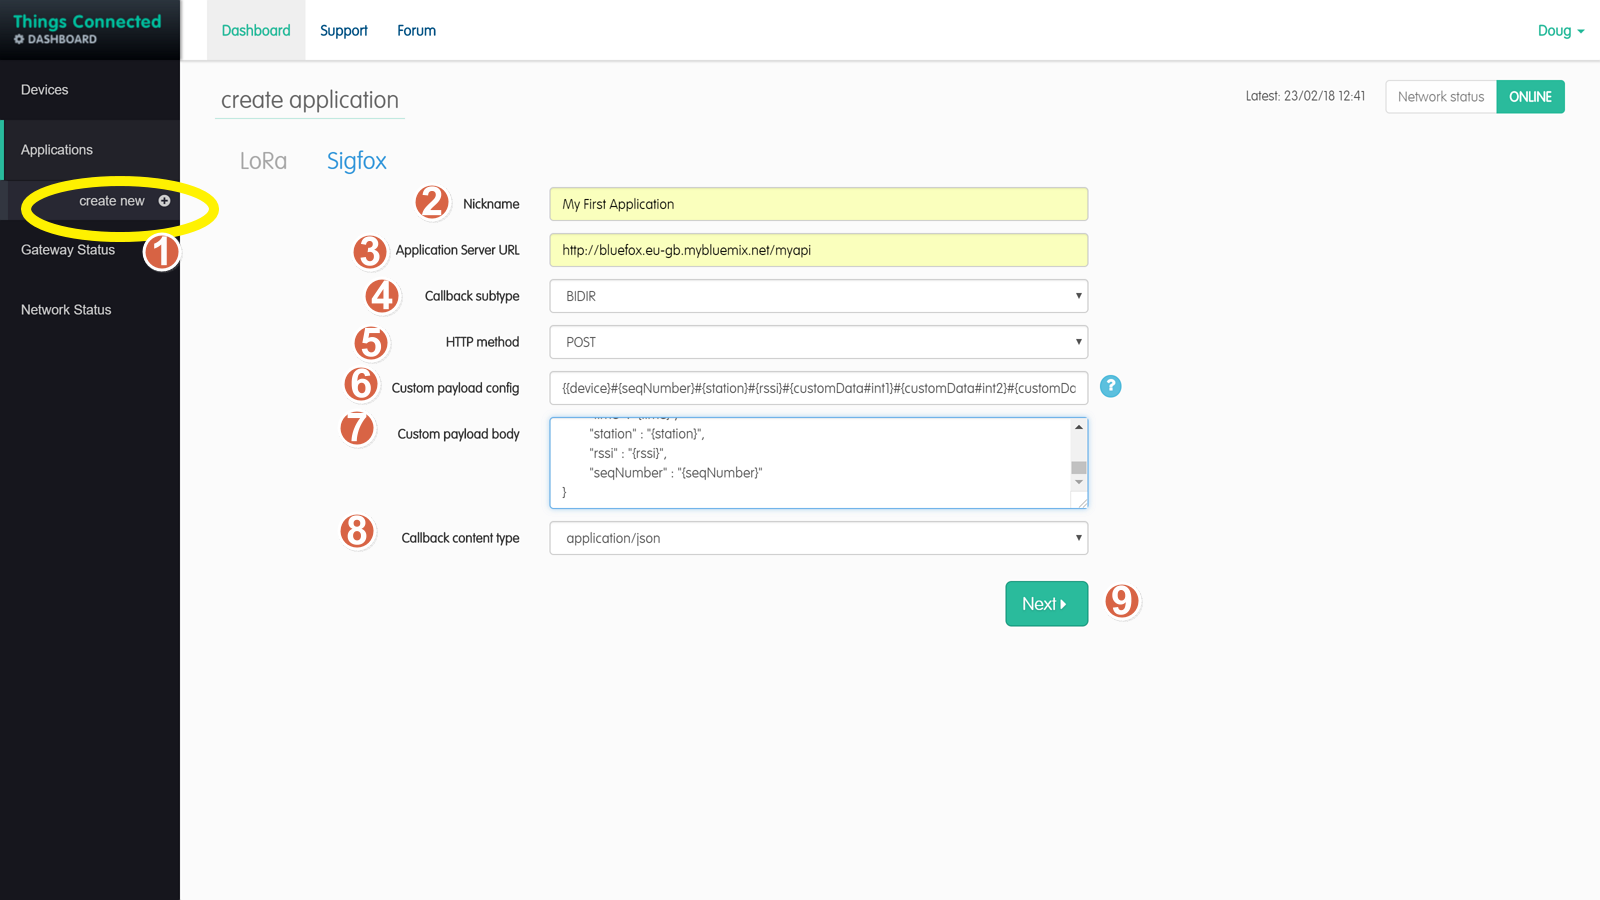 Things Connected
DASHBOARD
Dashboard
Support
Forum
Doug
Devices
Applications
create new
Gateway Status
1
Network Status
create application
Latest: 23/02/18 12:41
Network status
ONLINE
LoRa
Sigfox
2
Nickname
My First Application
3
Application Server URL
http://bluefox.eu-gb.mybluemix.net/myapi
4
Callback subtype
BIDIR
5
HTTP method
POST
6
Custom payload config
{{device}#{seqNumber}#{station}#{rssi}#{customData#int1}#{customData#int2}#{customDa
?
7
Custom payload body
"station" : "{station}",
"rssi" : "{rssi}",
"seqNumber" : "{seqNumber}"
}
8
Callback content type
application/json
Next
9